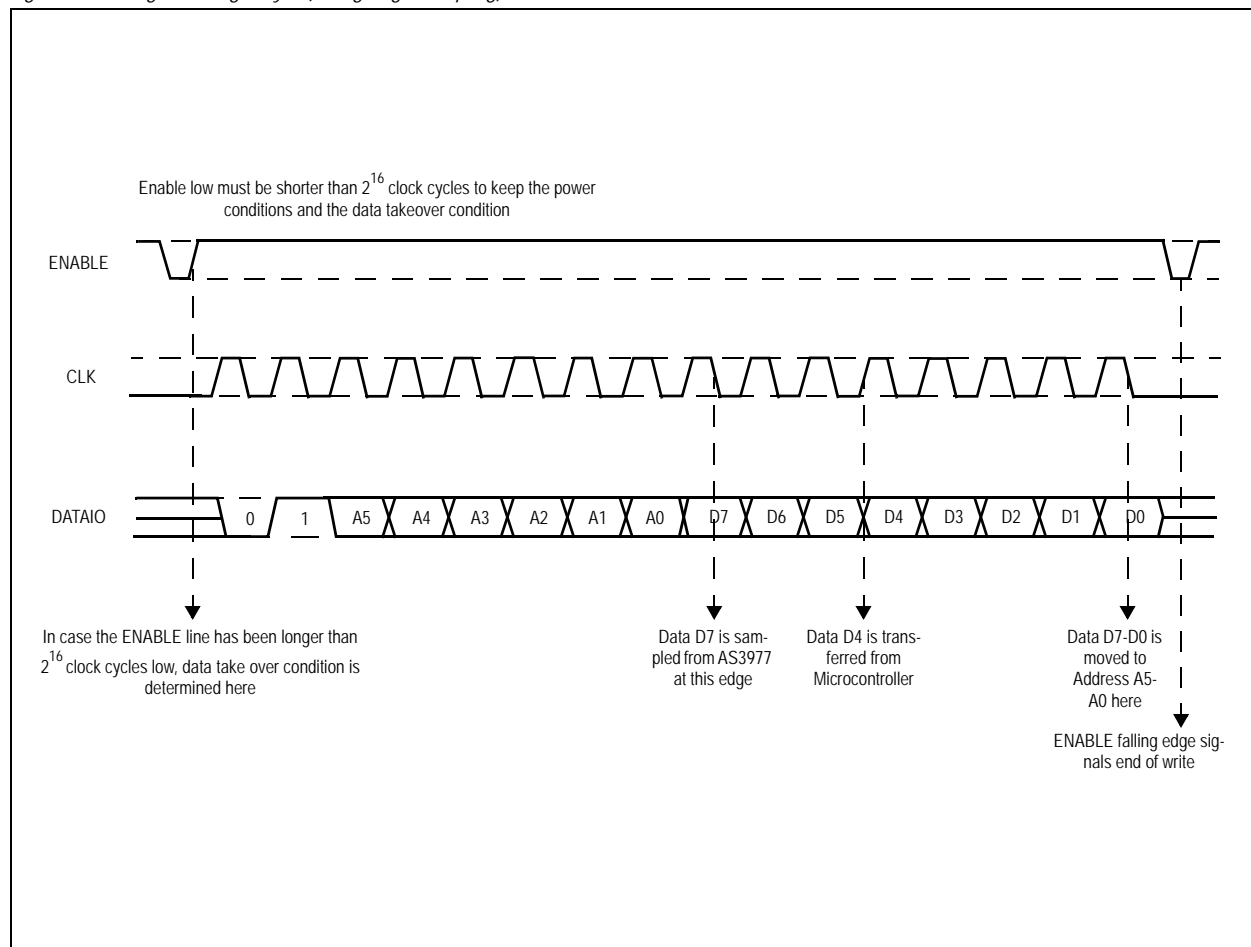 Enable low must be shorter than 2^16 clock cycles to keep the power
conditions and the data takeover condition
ENABLE
CLK
DATAIO
0 1 A5 A4 A3 A2 A1 A0 D7 D6 D5 D4 D3 D2 D1 D0
In case the ENABLE line has been longer than
2^16 clock cycles low, data take over condition is
determined here
Data D7 is sam-
pled from AS3977
at this edge
Data D4 is trans-
ferred from
Microcontroller
Data D7-D0 is
moved to
Address A5-
A0 here
ENABLE falling edge sig-
nals end of write